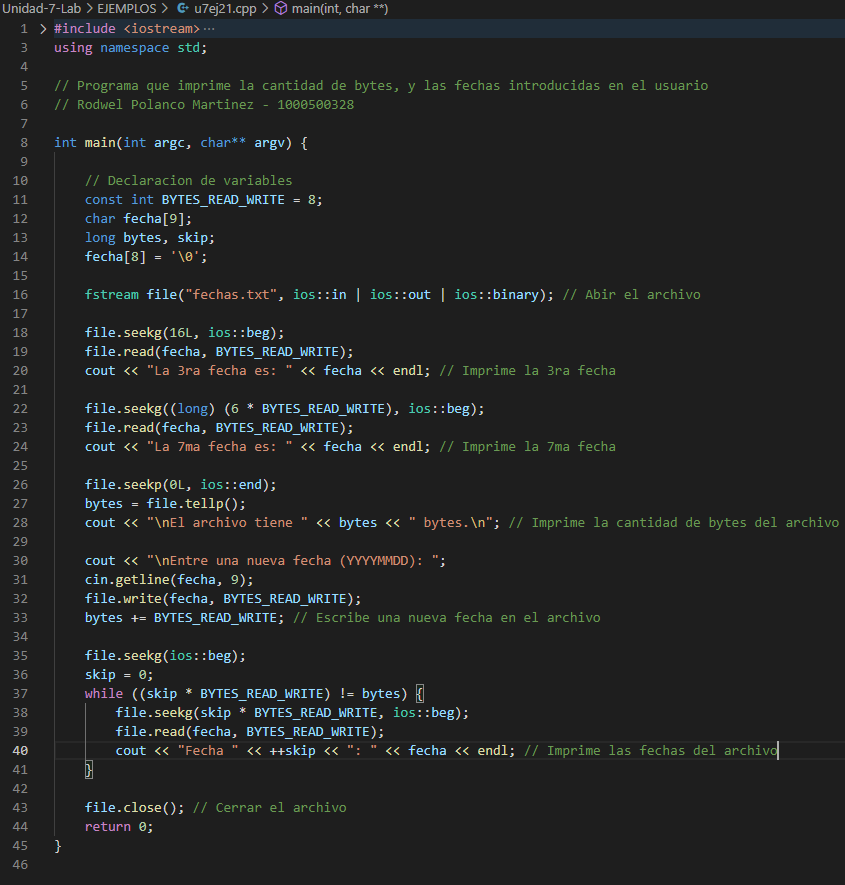 Unidad-7-Lab > EJEMPLOS > u7ej21.cpp > main(int, char **)
1 > #include <iostream> ···
3 using namespace std;
4
5 // Programa que imprime la cantidad de bytes, y las fechas introducidas en el usuario
6 // Rodwel Polanco Martinez - 1000500328
7
8 int main(int argc, char** argv) {
9
10 // Declaracion de variables
11 const int BYTES_READ_WRITE = 8;
12 char fecha[9];
13 long bytes, skip;
14 fecha[8] = '\0';
15
16 fstream file("fechas.txt", ios::in | ios::out | ios::binary); // Abir el archivo
17
18 file.seekg(16L, ios::beg);
19 file.read(fecha, BYTES_READ_WRITE);
20 cout << "La 3ra fecha es: " << fecha << endl; // Imprime la 3ra fecha
21
22 file.seekg((long) (6 * BYTES_READ_WRITE), ios::beg);
23 file.read(fecha, BYTES_READ_WRITE);
24 cout << "La 7ma fecha es: " << fecha << endl; // Imprime la 7ma fecha
25
26 file.seekp(0L, ios::end);
27 bytes = file.tellp();
28 cout << "\nEl archivo tiene " << bytes << " bytes.\n"; // Imprime la cantidad de bytes del archivo
29
30 cout << "\nEntre una nueva fecha (YYYYMMDD): ";
31 cin.getline(fecha, 9);
32 file.write(fecha, BYTES_READ_WRITE);
33 bytes += BYTES_READ_WRITE; // Escribe una nueva fecha en el archivo
34
35 file.seekg(ios::beg);
36 skip = 0;
37 while ((skip * BYTES_READ_WRITE) != bytes) {
38 file.seekg(skip * BYTES_READ_WRITE, ios::beg);
39 file.read(fecha, BYTES_READ_WRITE);
40 cout << "Fecha " << ++skip << ": " << fecha << endl; // Imprime las fechas del archivo
41 }
42
43 file.close(); // Cerrar el archivo
44 return 0;
45 }
46